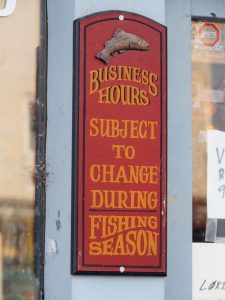 BUSINESS
HOURS
SUBJECT
TO
CHANGE
DURING
FISHING
SEASON